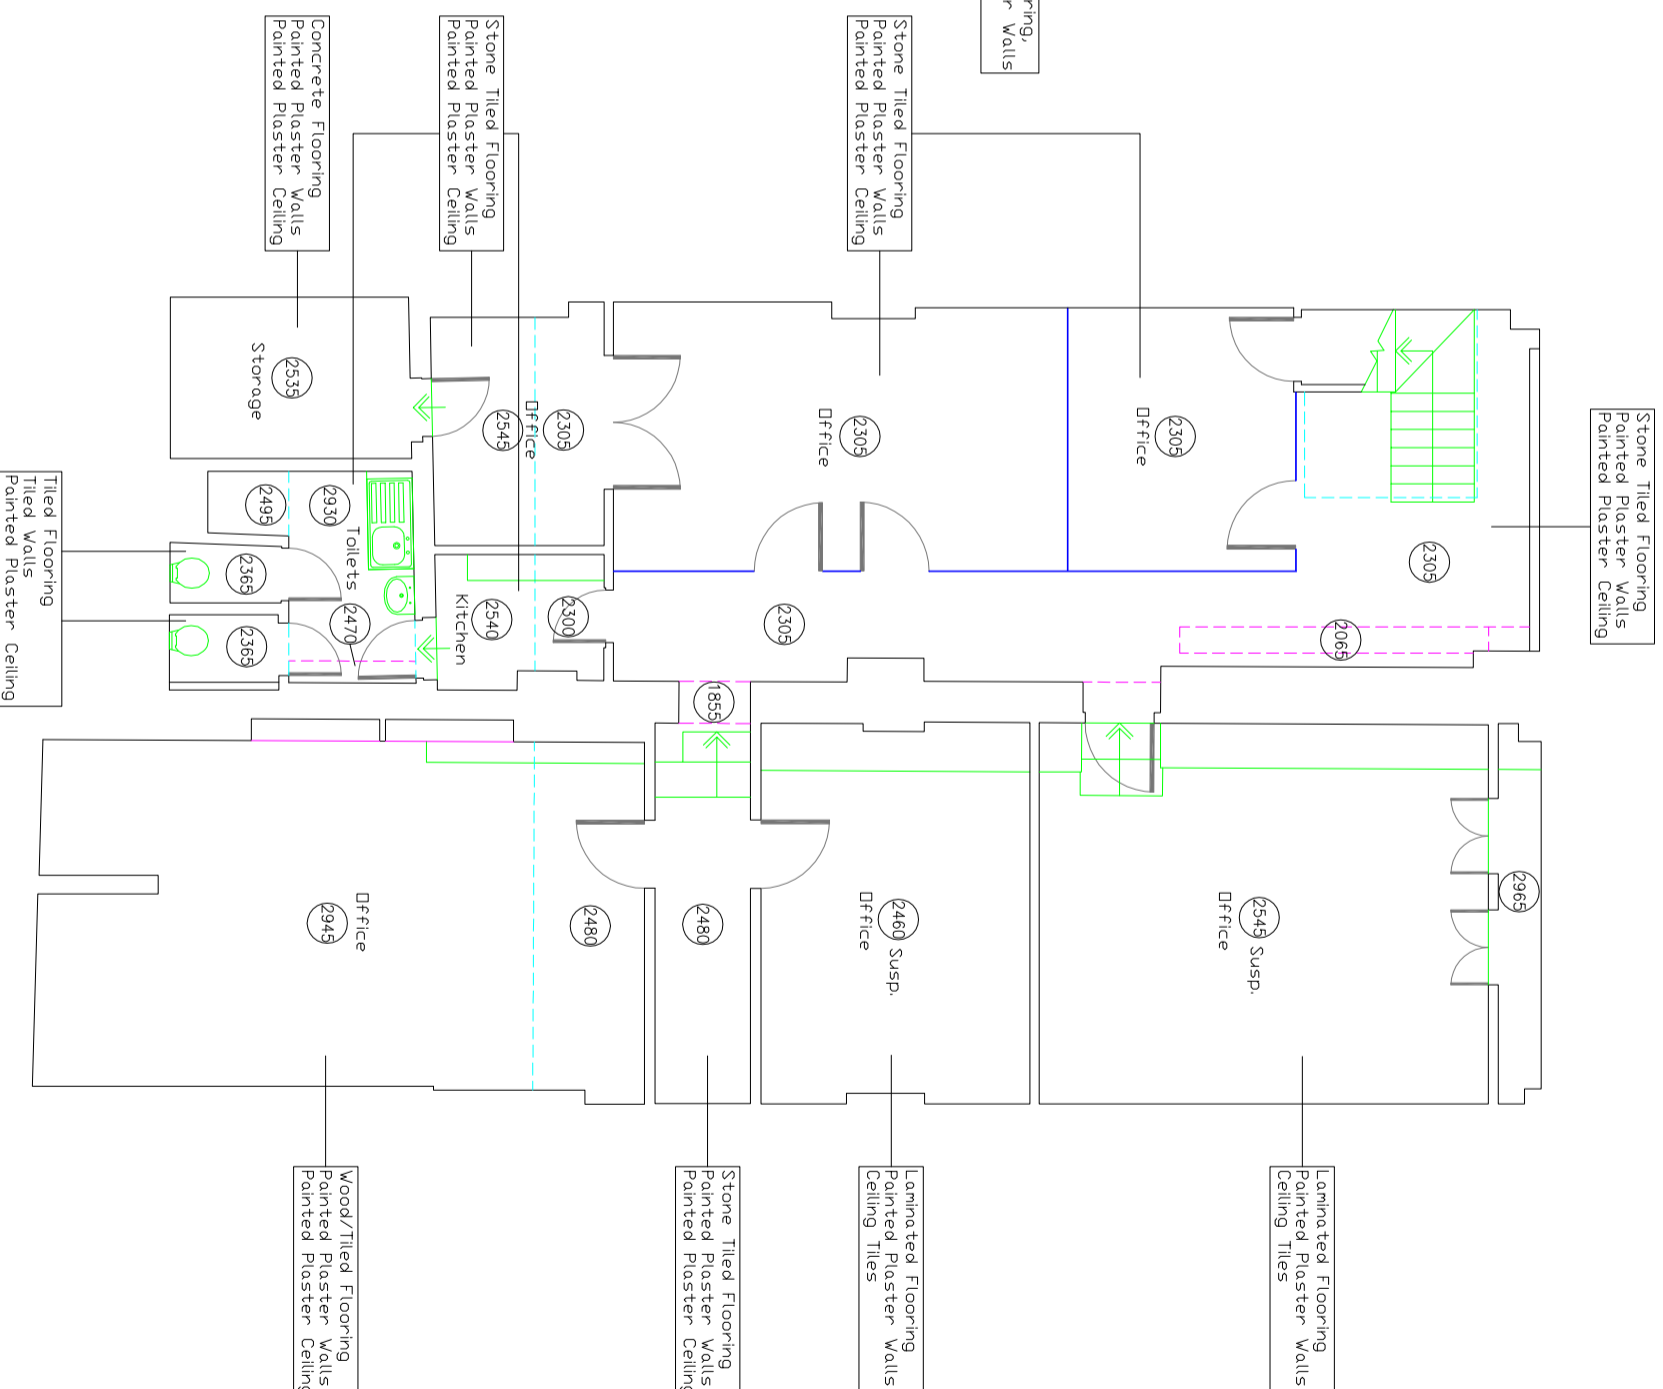 ring,
r Walls
Concrete Flooring
Painted Plaster Walls
Painted Plaster Ceiling
Stone Tiled Flooring
Painted Plaster Walls
Painted Plaster Ceiling
Stone Tiled Flooring
Painted Plaster Walls
Painted Plaster Ceiling
Stone Tiled Flooring
Painted Plaster Walls
Painted Plaster Ceiling
Tiled Flooring
Tiled Walls
Painted Plaster Ceiling
2535
Storage
2305
Office
2545
2305
Office
2305
Office
2305
2495
2930
Toilets
2365
2470
2365
2540
Kitchen
2300
2305
2065
1855
Office
2945
2480
2480
2460 Susp.
Office
2545 Susp.
Office
2965
Wood/Tiled Flooring
Painted Plaster Walls
Painted Plaster Ceiling
Stone Tiled Flooring
Painted Plaster Walls
Painted Plaster Ceiling
Laminated Flooring
Painted Plaster Walls
Ceiling Tiles
Laminated Flooring
Painted Plaster Walls
Ceiling Tiles